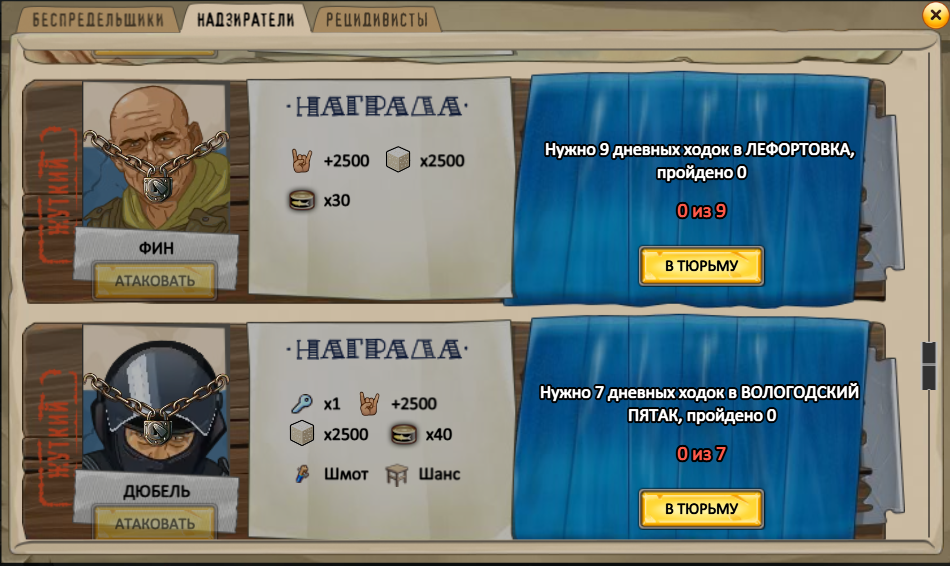 БЕСПРЕДЕЛЬЩИКИ
НАДЗИРАТЕЛИ
РЕЦИДИВИСТЫ
ЖУТКИЙ
ФИН
АТАКОВАТЬ
·НАГРАДА·
+2500 x2500
x30
Нужно 9 дневных ходок в ЛЕФОРТОВКА,
пройдено 0
0 из 9
В ТЮРЬМУ
ЖУТКИЙ
ДЮБЕЛЬ
АТАКОВАТЬ
·НАГРАДА·
x1 +2500
x2500 x40
Шмот Шанс
Нужно 7 дневных ходок в ВОЛОГОДСКИЙ
ПЯТАК, пройдено 0
0 из 7
В ТЮРЬМУ